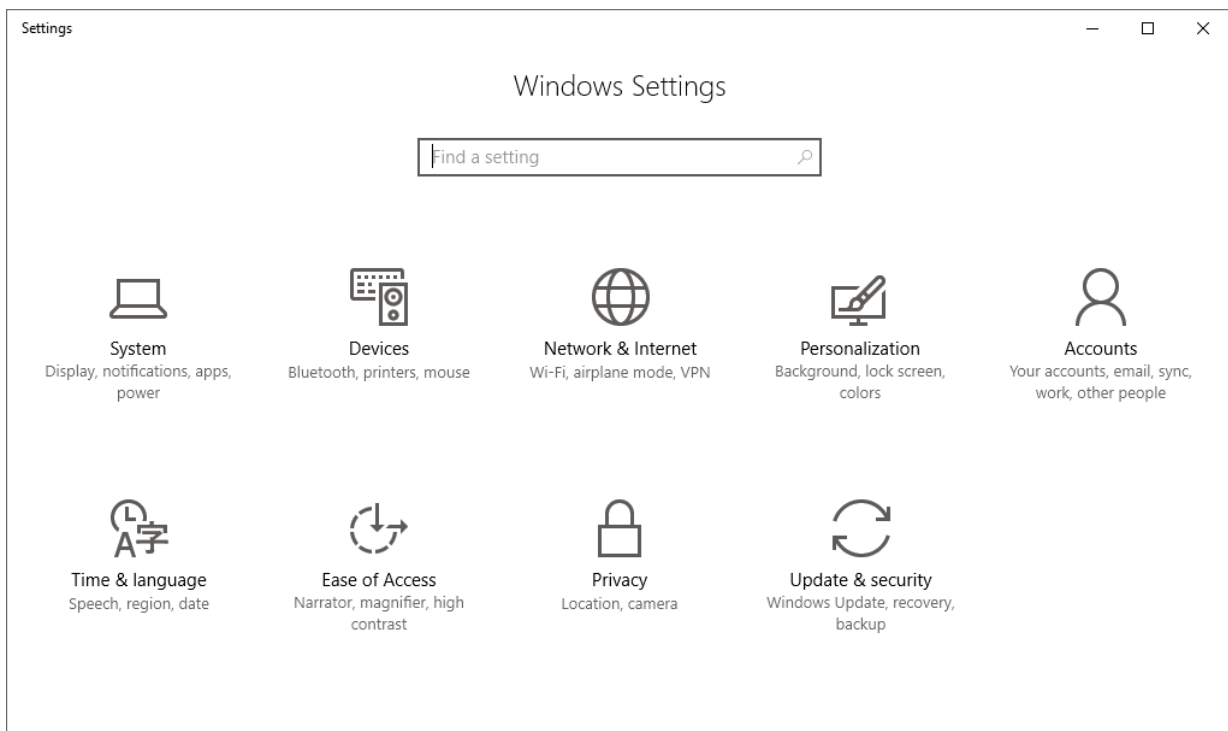 Settings
Windows Settings
Find a setting
System
Display, notifications, apps,
power
Devices
Bluetooth, printers, mouse
Network & Internet
Wi-Fi, airplane mode, VPN
Personalization
Background, lock screen,
colors
Accounts
Your accounts, email, sync,
work, other people
A字
Time & language
Speech, region, date
Ease of Access
Narrator, magnifier, high
contrast
Privacy
Location, camera
Update & security
Windows Update, recovery,
backup